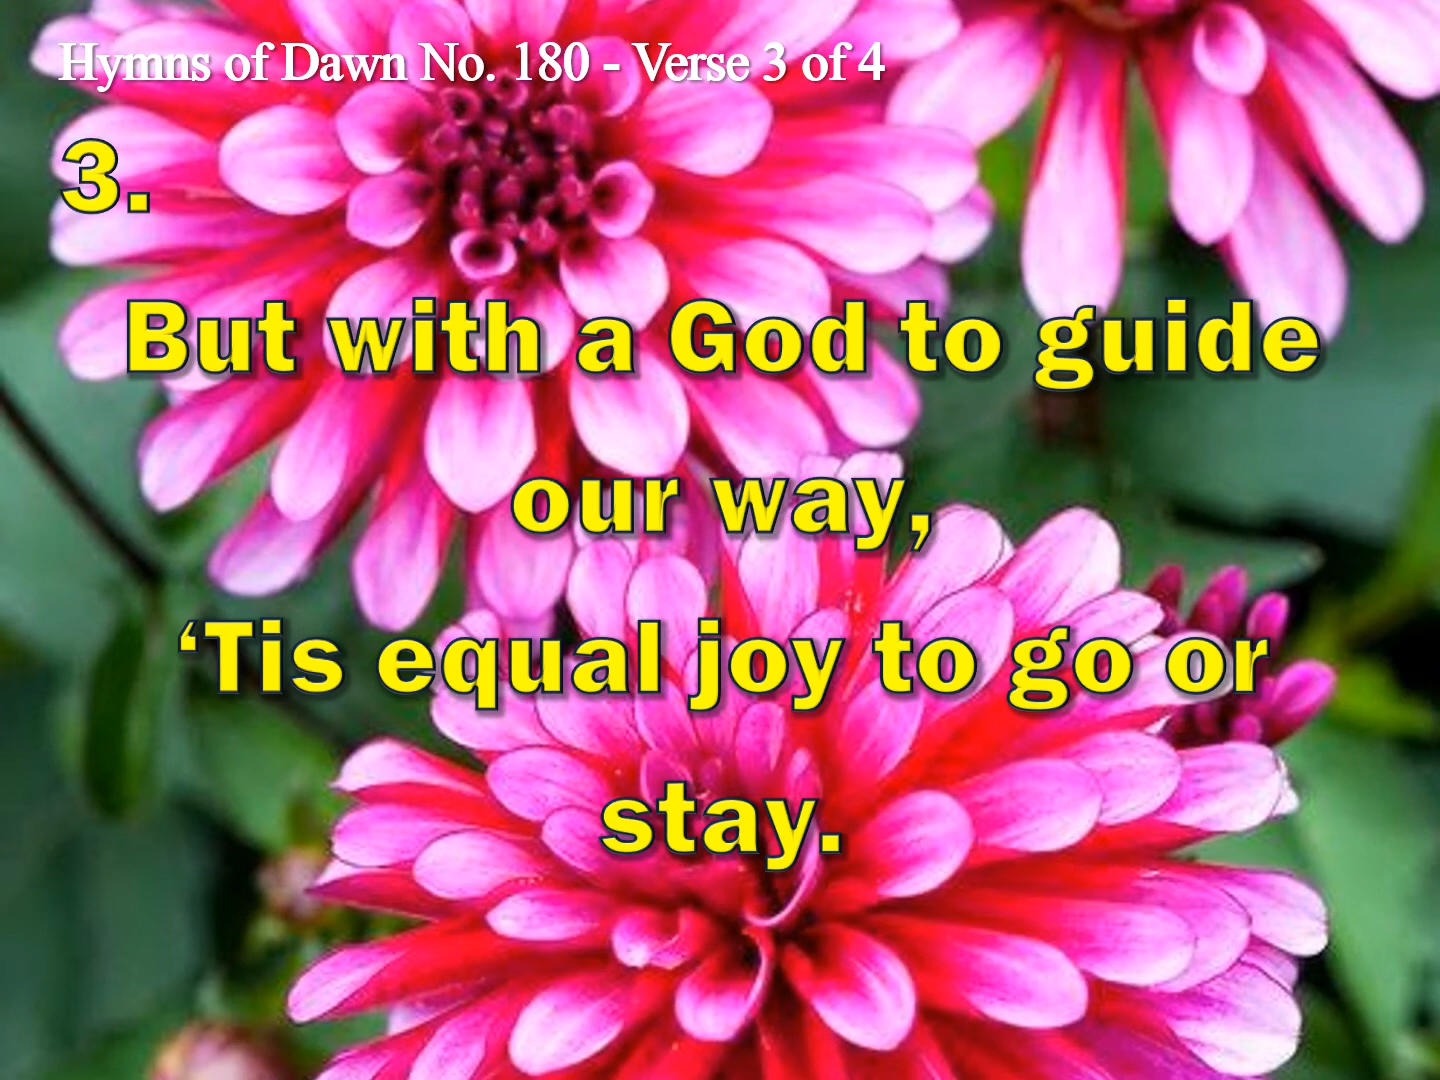 Hymns of Dawn No. 180 - Verse 3 of 4
3.
But with a God to guide
our way,
‘Tis equal joy to go or
stay.